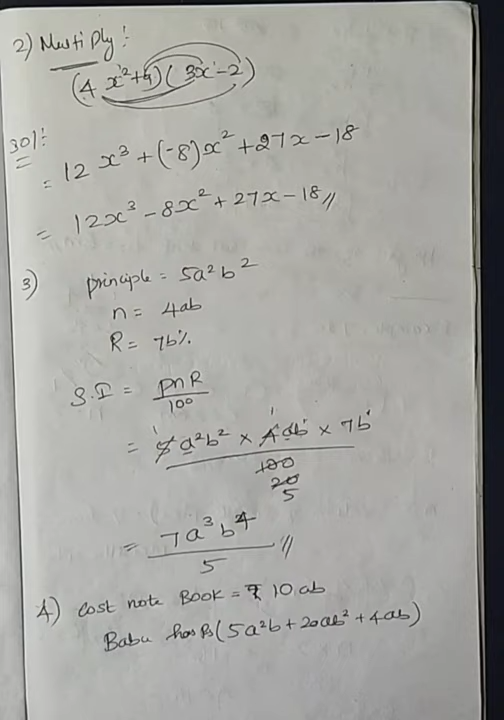 2) Multiply:
(4x²+9)(3x-2)
Sol:
= 12x³ + (-8)x² + 27x - 18
= 12x³ - 8x² + 27x - 18 //
3) principle = 5a²b²
n = 4ab
R = 7b%
S.I = pnR
100
= 5a²b² × 4ab × 7b
100
20
5
= 7a³b⁴ //
5
4) cost note Book = ₹ 10 ab
Babu has Rs (5a²b + 20ab² + 4ab)